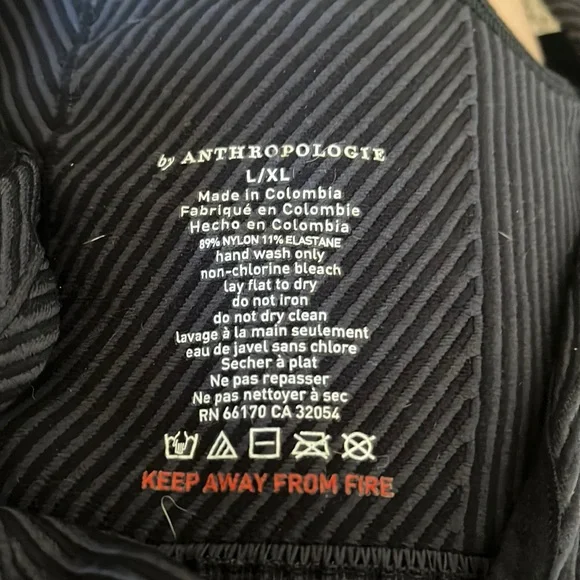 by ANTHROPOLOGIE
L/XL
Made in Colombia
Fabriqué en Colombie
Hecho en Colombia
89% NYLON 11% ELASTANE
hand wash only
non-chlorine bleach
lay flat to dry
do not iron
do not dry clean
lavage à la main seulement
eau de javel sans chlore
Secher à plat
Ne pas repasser
Ne pas nettoyer à sec
RN 66170 CA 32054
KEEP AWAY FROM FIRE